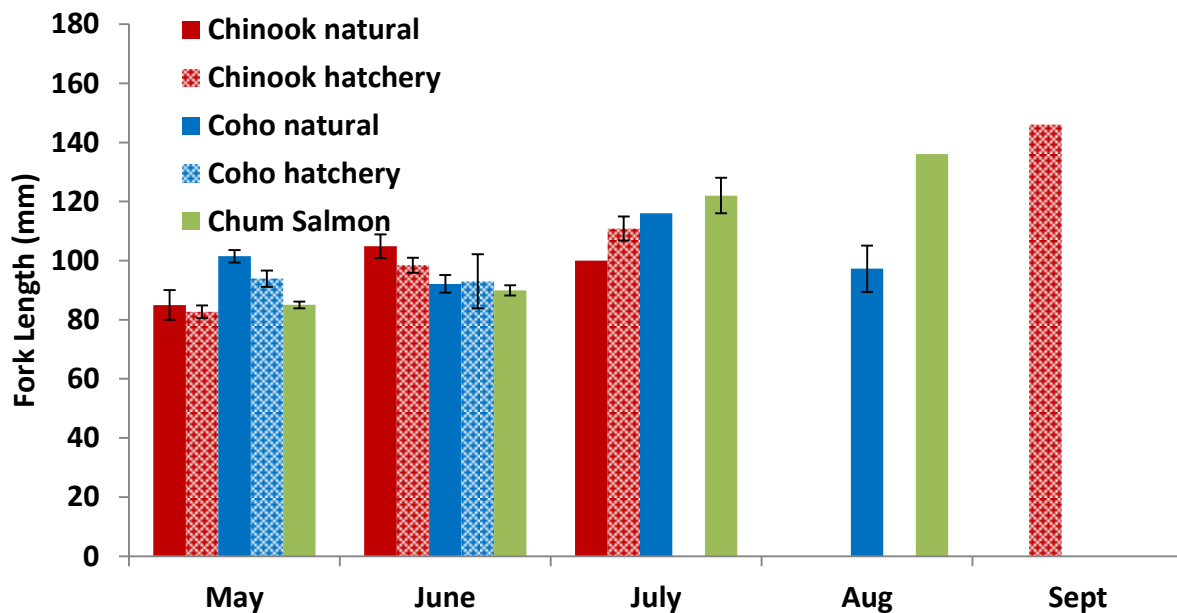 Fork Length (mm)
180
160
140
120
100
80
60
40
20
0
Chinook natural
Chinook hatchery
Coho natural
Coho hatchery
Chum Salmon
May June July Aug Sept